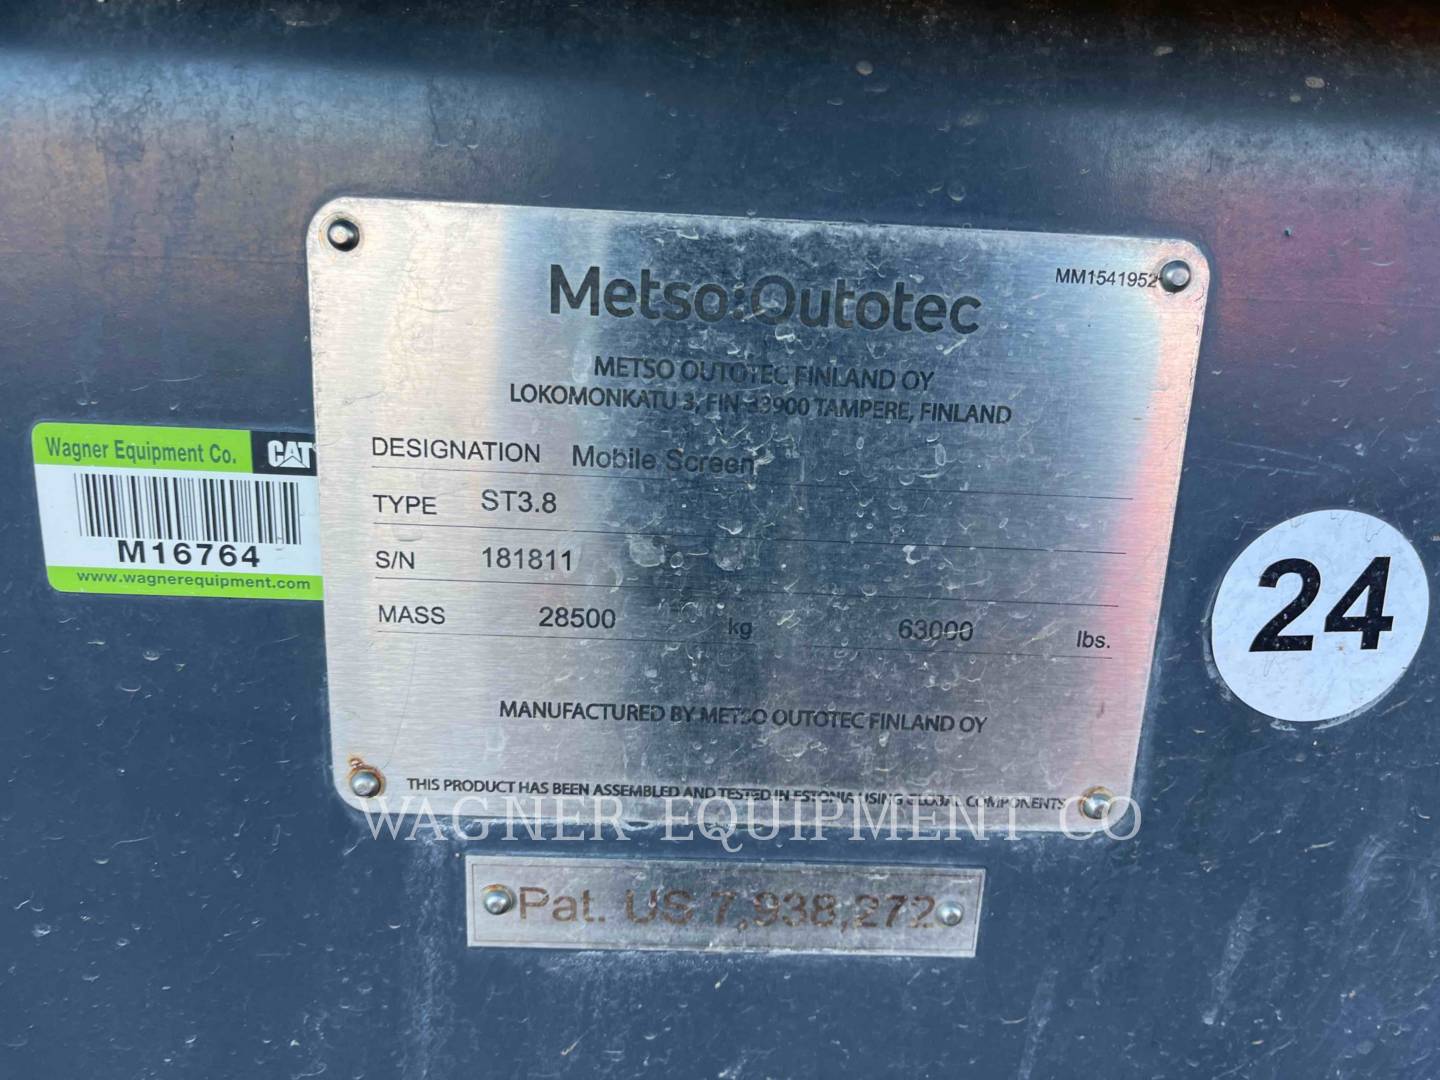 Metso:Outotec
MM1541952
METSO OUTOTEC FINLAND OY
LOKOMONKATU 3, FIN-33900 TAMPERE, FINLAND
DESIGNATION Mobile Screen
TYPE ST3.8
S/N 181811
MASS 28500 kg 63000 lbs.
MANUFACTURED BY METSO OUTOTEC FINLAND OY
THIS PRODUCT HAS BEEN ASSEMBLED AND TESTED IN ESTONIA USING GLOBAL COMPONENTS
Wagner Equipment Co. CAT
M16764
www.wagnerequipment.com
24
WAGNER EQUIPMENT CO
Pat. US 7,938,272